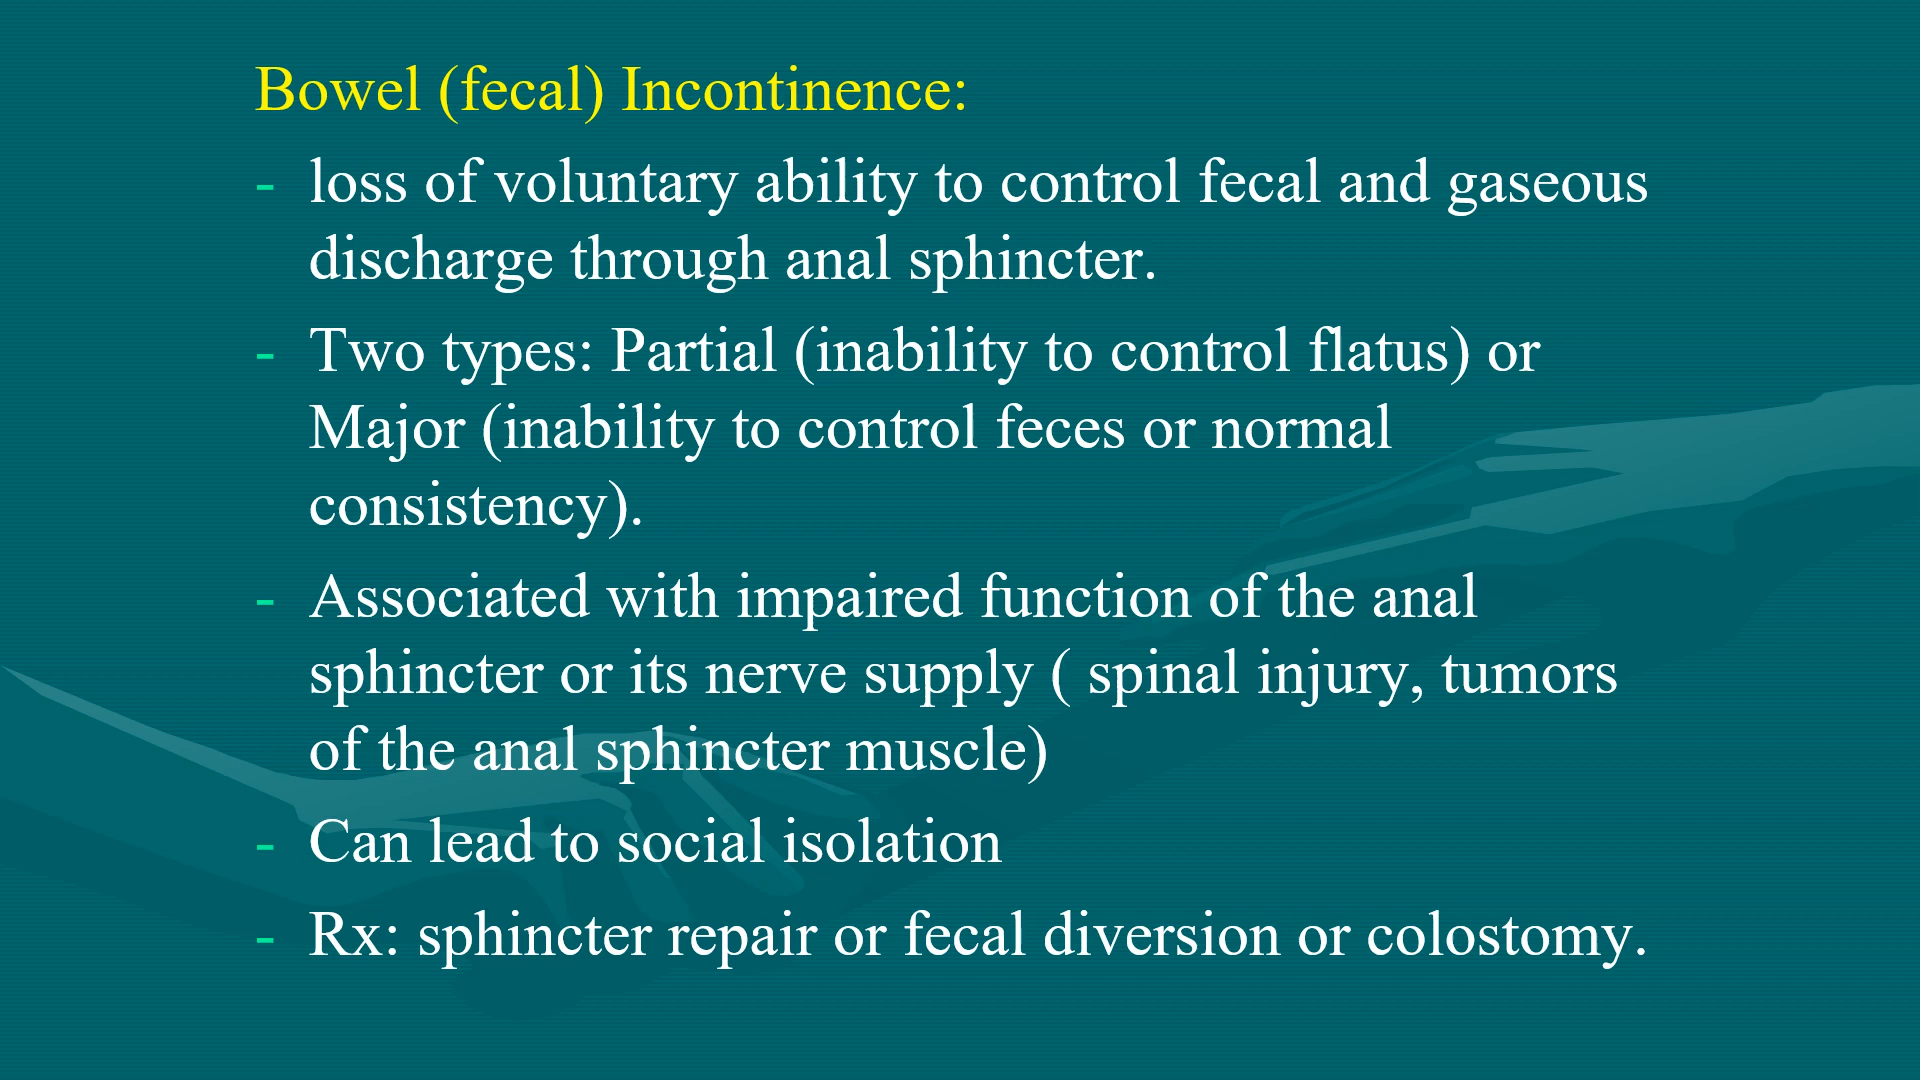 Bowel (fecal) Incontinence:
- loss of voluntary ability to control fecal and gaseous
discharge through anal sphincter.
- Two types: Partial (inability to control flatus) or
Major (inability to control feces or normal
consistency).
- Associated with impaired function of the anal
sphincter or its nerve supply ( spinal injury, tumors
of the anal sphincter muscle)
- Can lead to social isolation
- Rx: sphincter repair or fecal diversion or colostomy.